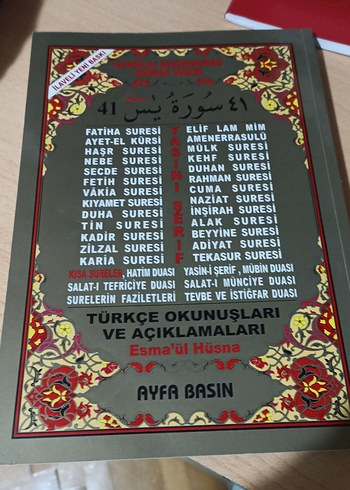 İLAVELİ YENİ BASKI
41 سورة يس ٤١
YASİN-İ ŞERİF
FATİHA SURESİ
AYET-EL KÜRSİ
HAŞR SURESİ
NEBE SURESİ
SECDE SURESİ
FETİH SURESİ
VÂKIA SURESİ
KIYAMET SURESİ
DUHA SURESİ
TİN SURESİ
KADİR SURESİ
ZİLZAL SURESİ
KARİA SURESİ
ELİF LAM MİM
AMENERRASULÜ
MÜLK SURESİ
KEHF SURESİ
DUHAN SURESİ
RAHMAN SURESİ
CUMA SURESİ
NAZİAT SURESİ
İNŞİRAH SURESİ
ALAK SURESİ
BEYYİNE SURESİ
ADİYAT SURESİ
TEKASUR SURESİ
KISA SURELER, HATİM DUASI YASİN-İ ŞERİF, MÜBİN DUASI
SALAT-I TEFRİCİYE DUASI SALAT-I MÜNCİYE DUASI
SURELERİN FAZİLETLERİ TEVBE VE İSTİĞFAR DUASI
TÜRKÇE OKUNUŞLARI
VE AÇIKLAMALARI
Esma'ül Hüsna
AYFA BASIN